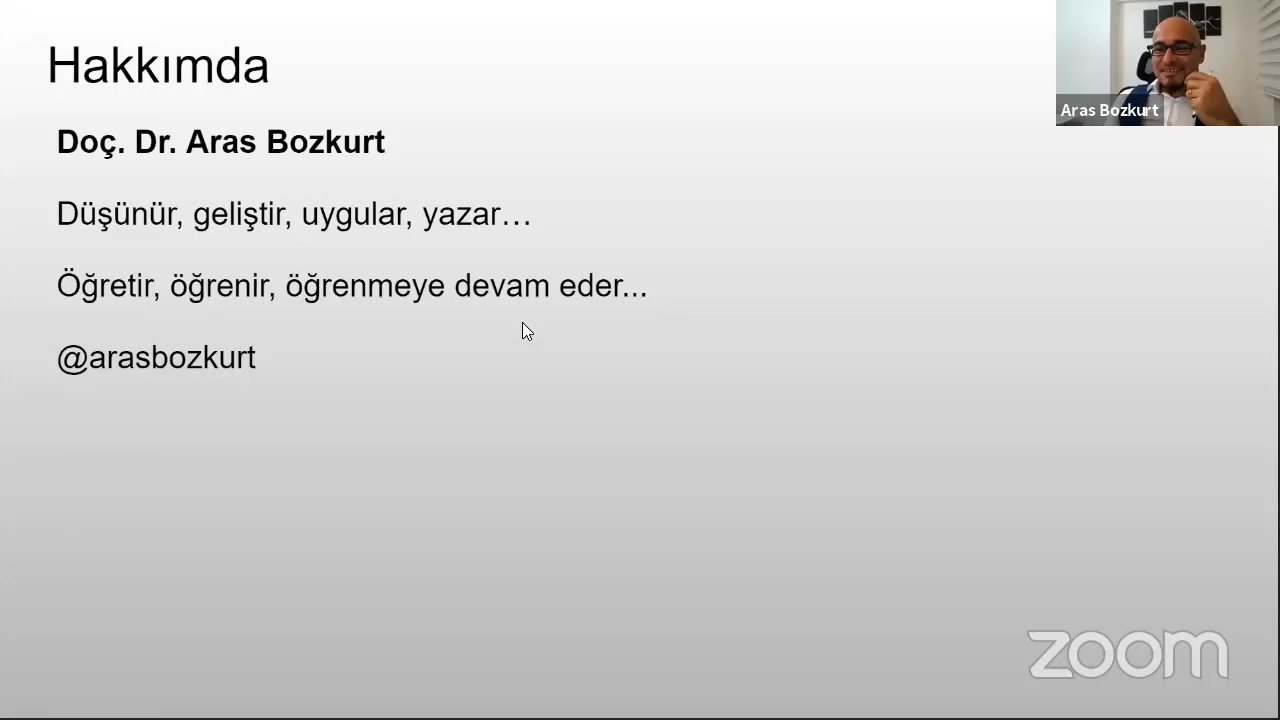 Hakkımda
Aras Bozkurt
Doç. Dr. Aras Bozkurt
Düşünür, geliştir, uygular, yazar…
Öğretir, öğrenir, öğrenmeye devam eder...
@arasbozkurt
zoom